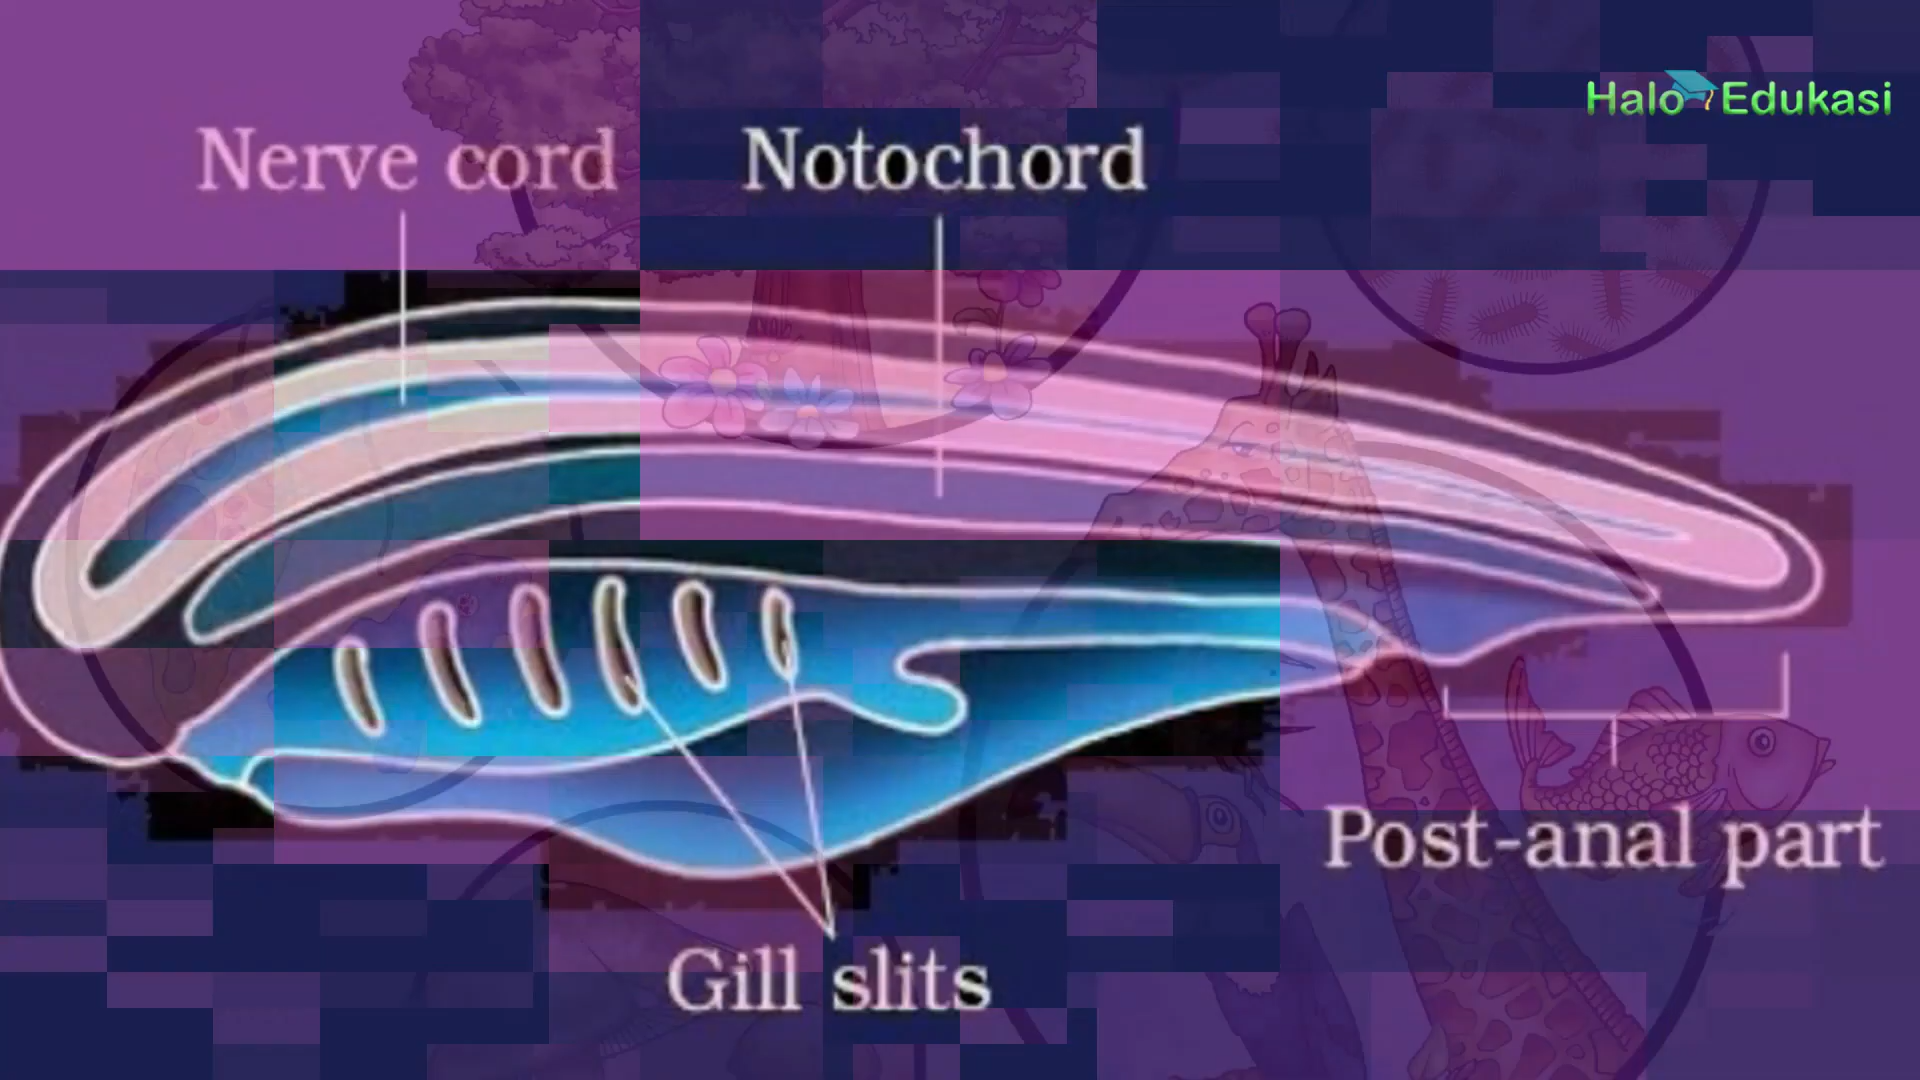 Halo Edukasi
Nerve cord
Notochord
Post-anal part
Gill slits